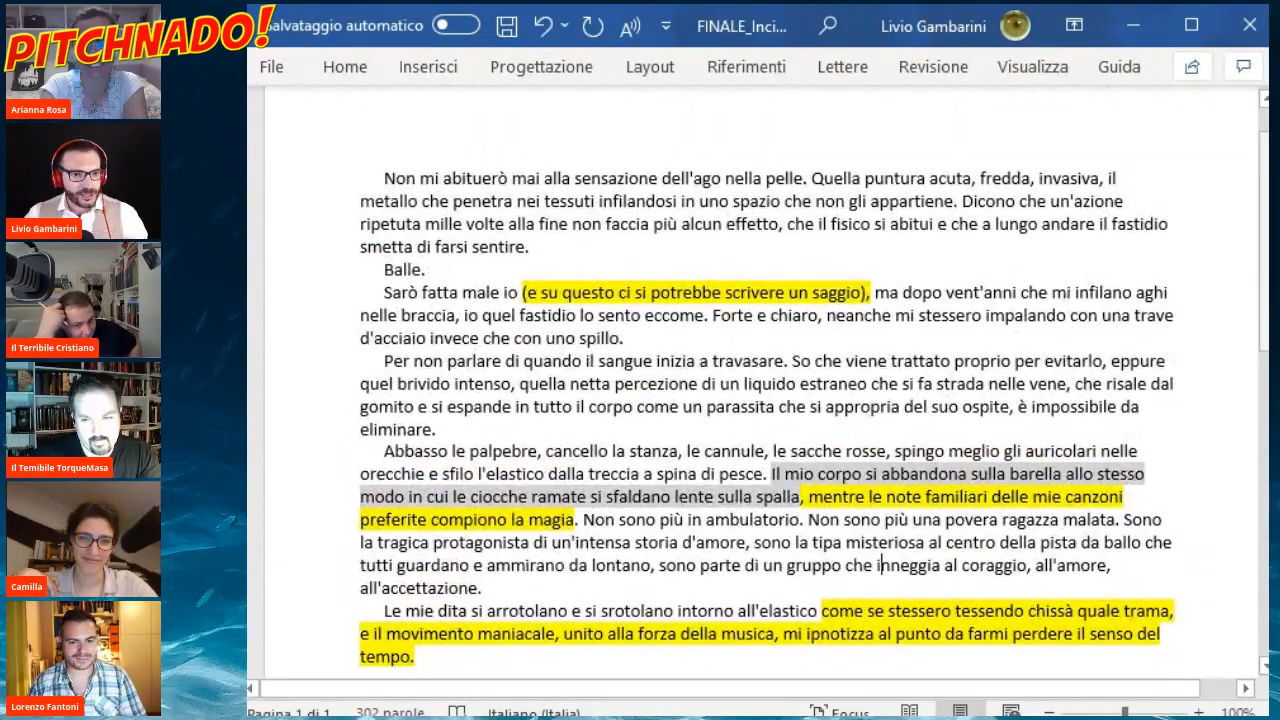 PITCHNADO!
Salvataggio automatico
FINALE_Inci...
Livio Gambarini
File Home Inserisci Progettazione Layout Riferimenti Lettere Revisione Visualizza Guida
Arianna Rosa
Livio Gambarini
Il Terribile Cristiano
Il Temibile TorqueMasa
Camilla
Lorenzo Fantoni
Non mi abituerò mai alla sensazione dell'ago nella pelle. Quella puntura acuta, fredda, invasiva, il
metallo che penetra nei tessuti infilandosi in uno spazio che non gli appartiene. Dicono che un'azione
ripetuta mille volte alla fine non faccia più alcun effetto, che il fisico si abitui e che a lungo andare il fastidio
smetta di farsi sentire.
Balle.
Sarò fatta male io (e su questo ci si potrebbe scrivere un saggio), ma dopo vent'anni che mi infilano aghi
nelle braccia, io quel fastidio lo sento eccome. Forte e chiaro, neanche mi stessero impalando con una trave
d'acciaio invece che con uno spillo.
Per non parlare di quando il sangue inizia a travasare. So che viene trattato proprio per evitarlo, eppure
quel brivido intenso, quella netta percezione di un liquido estraneo che si fa strada nelle vene, che risale dal
gomito e si espande in tutto il corpo come un parassita che si appropria del suo ospite, è impossibile da
eliminare.
Abbasso le palpebre, cancello la stanza, le cannule, le sacche rosse, spingo meglio gli auricolari nelle
orecchie e sfilo l'elastico dalla treccia a spina di pesce. Il mio corpo si abbandona sulla barella allo stesso
modo in cui le ciocche ramate si sfaldano lente sulla spalla, mentre le note familiari delle mie canzoni
preferite compiono la magia. Non sono più in ambulatorio. Non sono più una povera ragazza malata. Sono
la tragica protagonista di un'intensa storia d'amore, sono la tipa misteriosa al centro della pista da ballo che
tutti guardano e ammirano da lontano, sono parte di un gruppo che inneggia al coraggio, all'amore,
all'accettazione.
Le mie dita si arrotolano e si srotolano intorno all'elastico come se stessero tessendo chissà quale trama,
e il movimento maniacale, unito alla forza della musica, mi ipnotizza al punto da farmi perdere il senso del
tempo.
Pagina 1 di 1 302 parole Italiano (Italia) Focus 100%